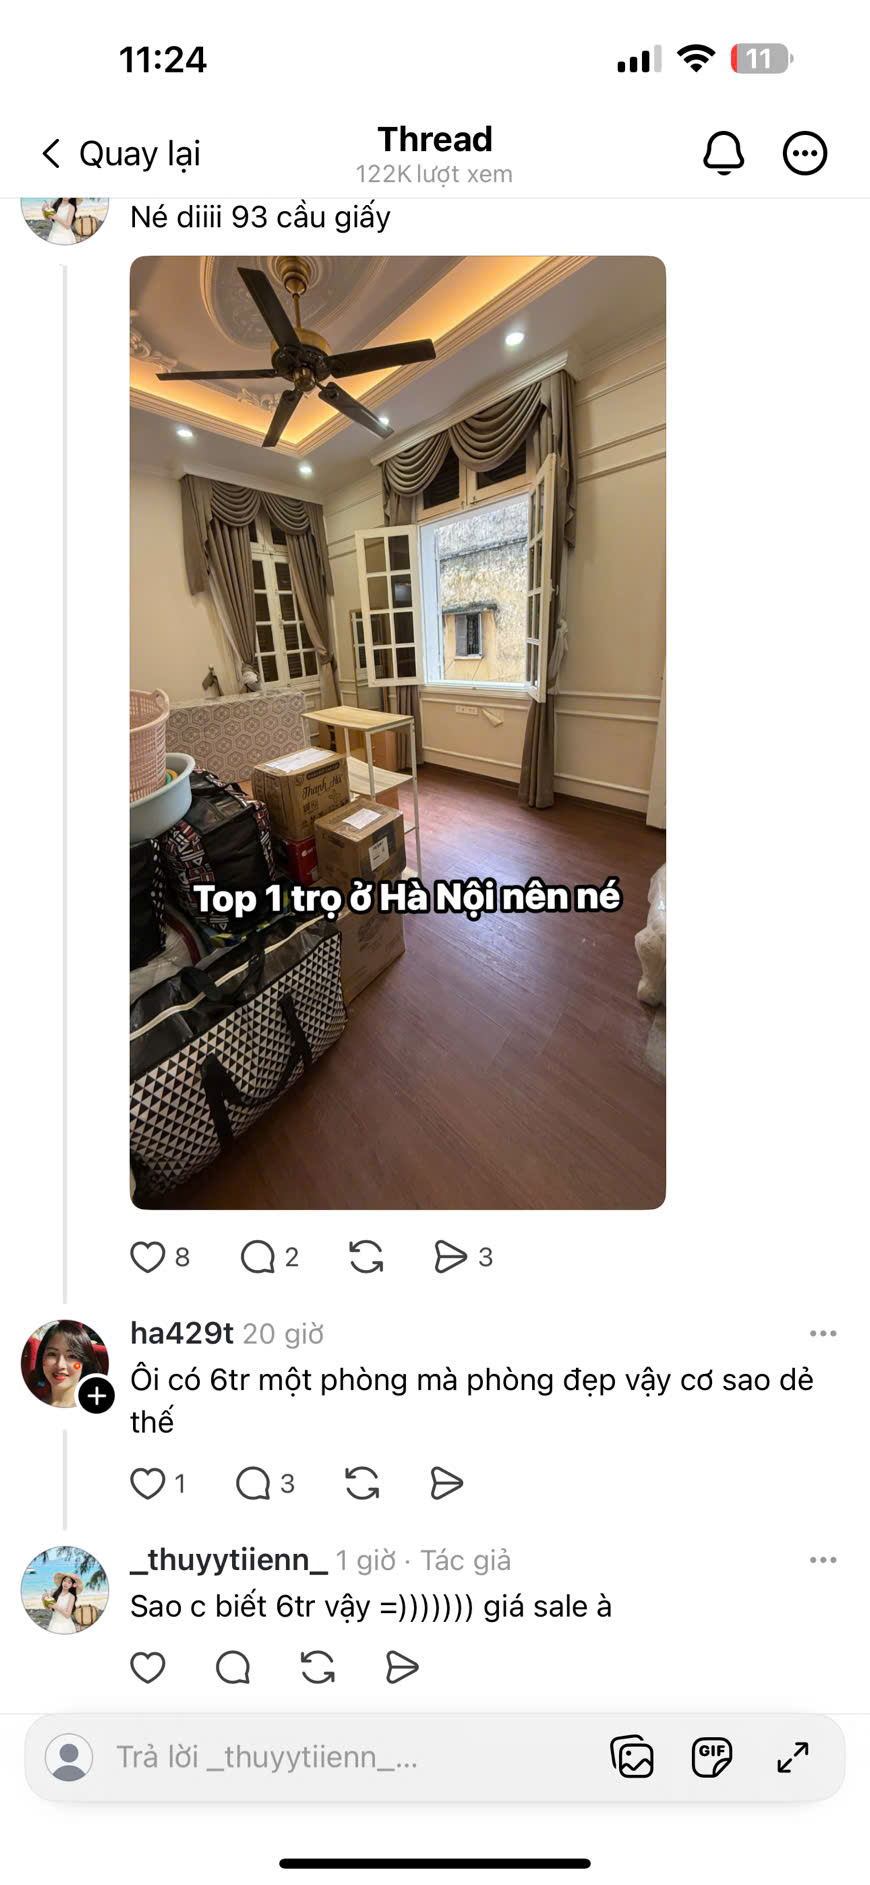 11:24
11
Quay lại
Thread
122K lượt xem
Né diiii 93 cầu giấy
Thanh Hà
Top 1 trọ ở Hà Nội nên né
8
2
3
ha429t 20 giờ
Ôi có 6tr một phòng mà phòng đẹp vậy cơ sao dẻ
thế
1
3
_thuyytiienn_ 1 giờ · Tác giả
Sao c biết 6tr vậy =))))))) giá sale à
Trả lời _thuyytiienn_...
GIF